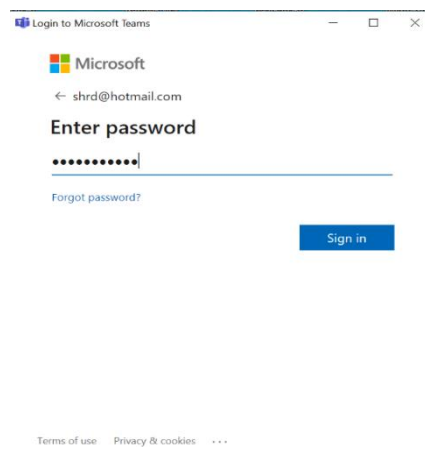 Login to Microsoft Teams
Microsoft
← shrd@hotmail.com
Enter password
●●●●●●●●●●●
Forgot password?
Sign in
Terms of use Privacy & cookies ...